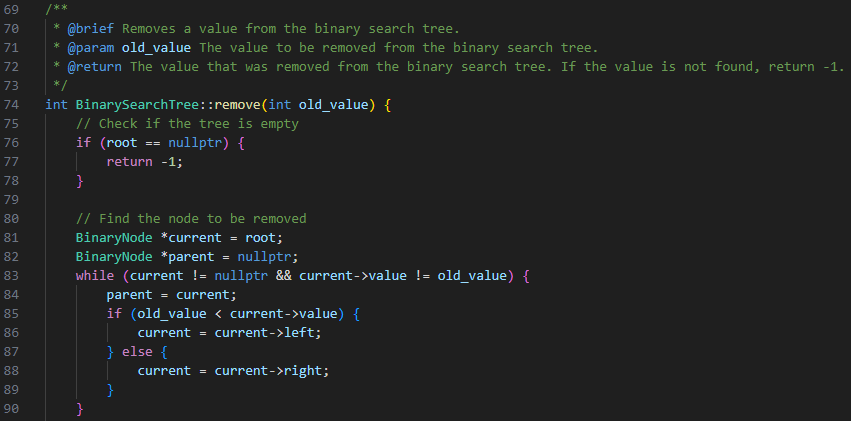 69 /**
70  * @brief Removes a value from the binary search tree.
71  * @param old_value The value to be removed from the binary search tree.
72  * @return The value that was removed from the binary search tree. If the value is not found, return -1.
73  */
74 int BinarySearchTree::remove(int old_value) {
75     // Check if the tree is empty
76     if (root == nullptr) {
77         return -1;
78     }
79
80     // Find the node to be removed
81     BinaryNode *current = root;
82     BinaryNode *parent = nullptr;
83     while (current != nullptr && current->value != old_value) {
84         parent = current;
85         if (old_value < current->value) {
86             current = current->left;
87         } else {
88             current = current->right;
89         }
90     }